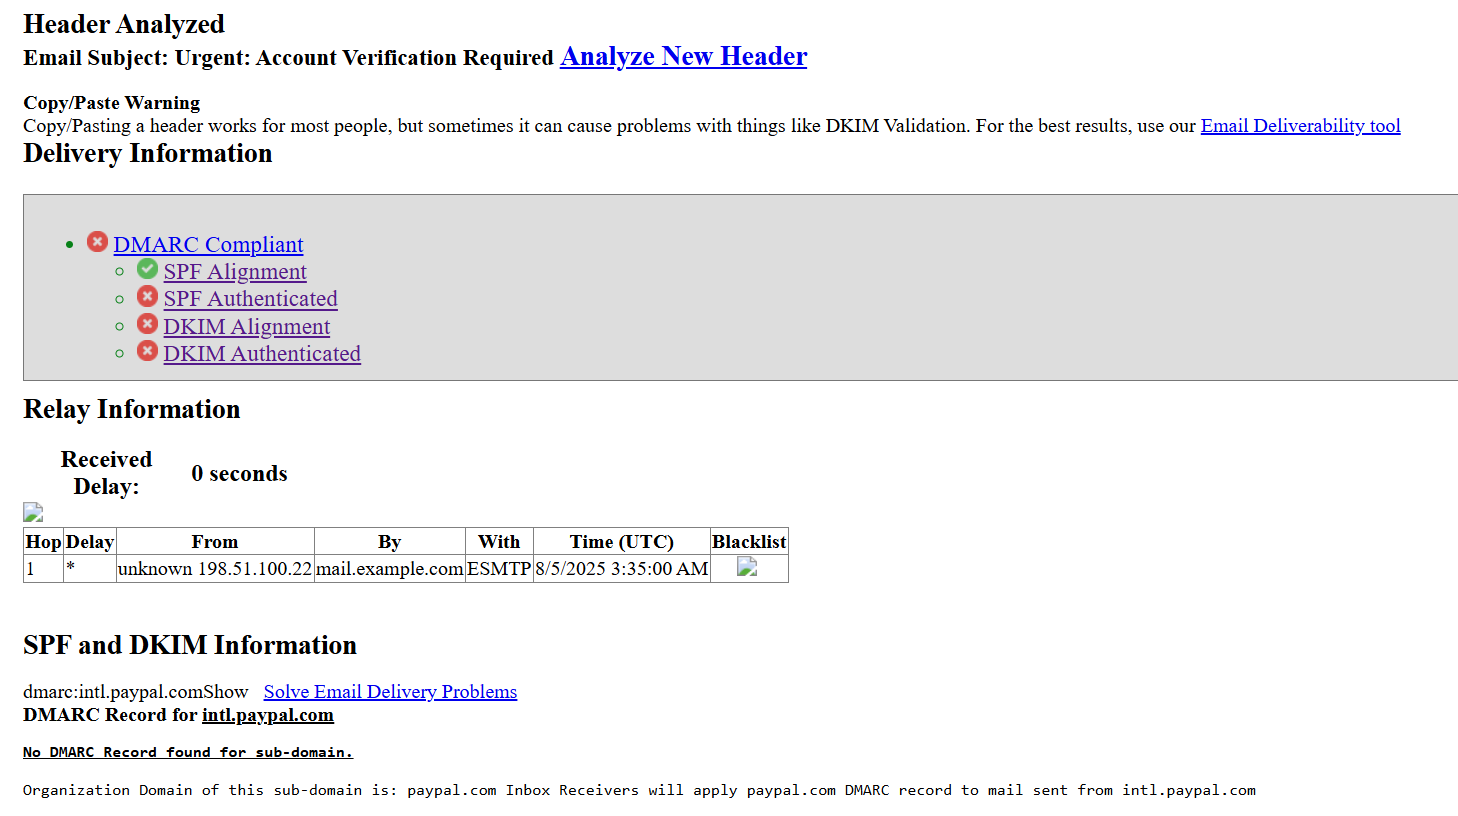 Header Analyzed
Email Subject: Urgent: Account Verification Required Analyze New Header
Copy/Paste Warning
Copy/Pasting a header works for most people, but sometimes it can cause problems with things like DKIM Validation. For the best results, use our Email Deliverability tool
Delivery Information
DMARC Compliant
SPF Alignment
SPF Authenticated
DKIM Alignment
DKIM Authenticated
Relay Information
Received
Delay:
0 seconds
Hop Delay From By With Time (UTC) Blacklist
1 * unknown 198.51.100.22 mail.example.com ESMTP 8/5/2025 3:35:00 AM
SPF and DKIM Information
dmarc:intl.paypal.comShow Solve Email Delivery Problems
DMARC Record for intl.paypal.com
No DMARC Record found for sub-domain.
Organization Domain of this sub-domain is: paypal.com Inbox Receivers will apply paypal.com DMARC record to mail sent from intl.paypal.com